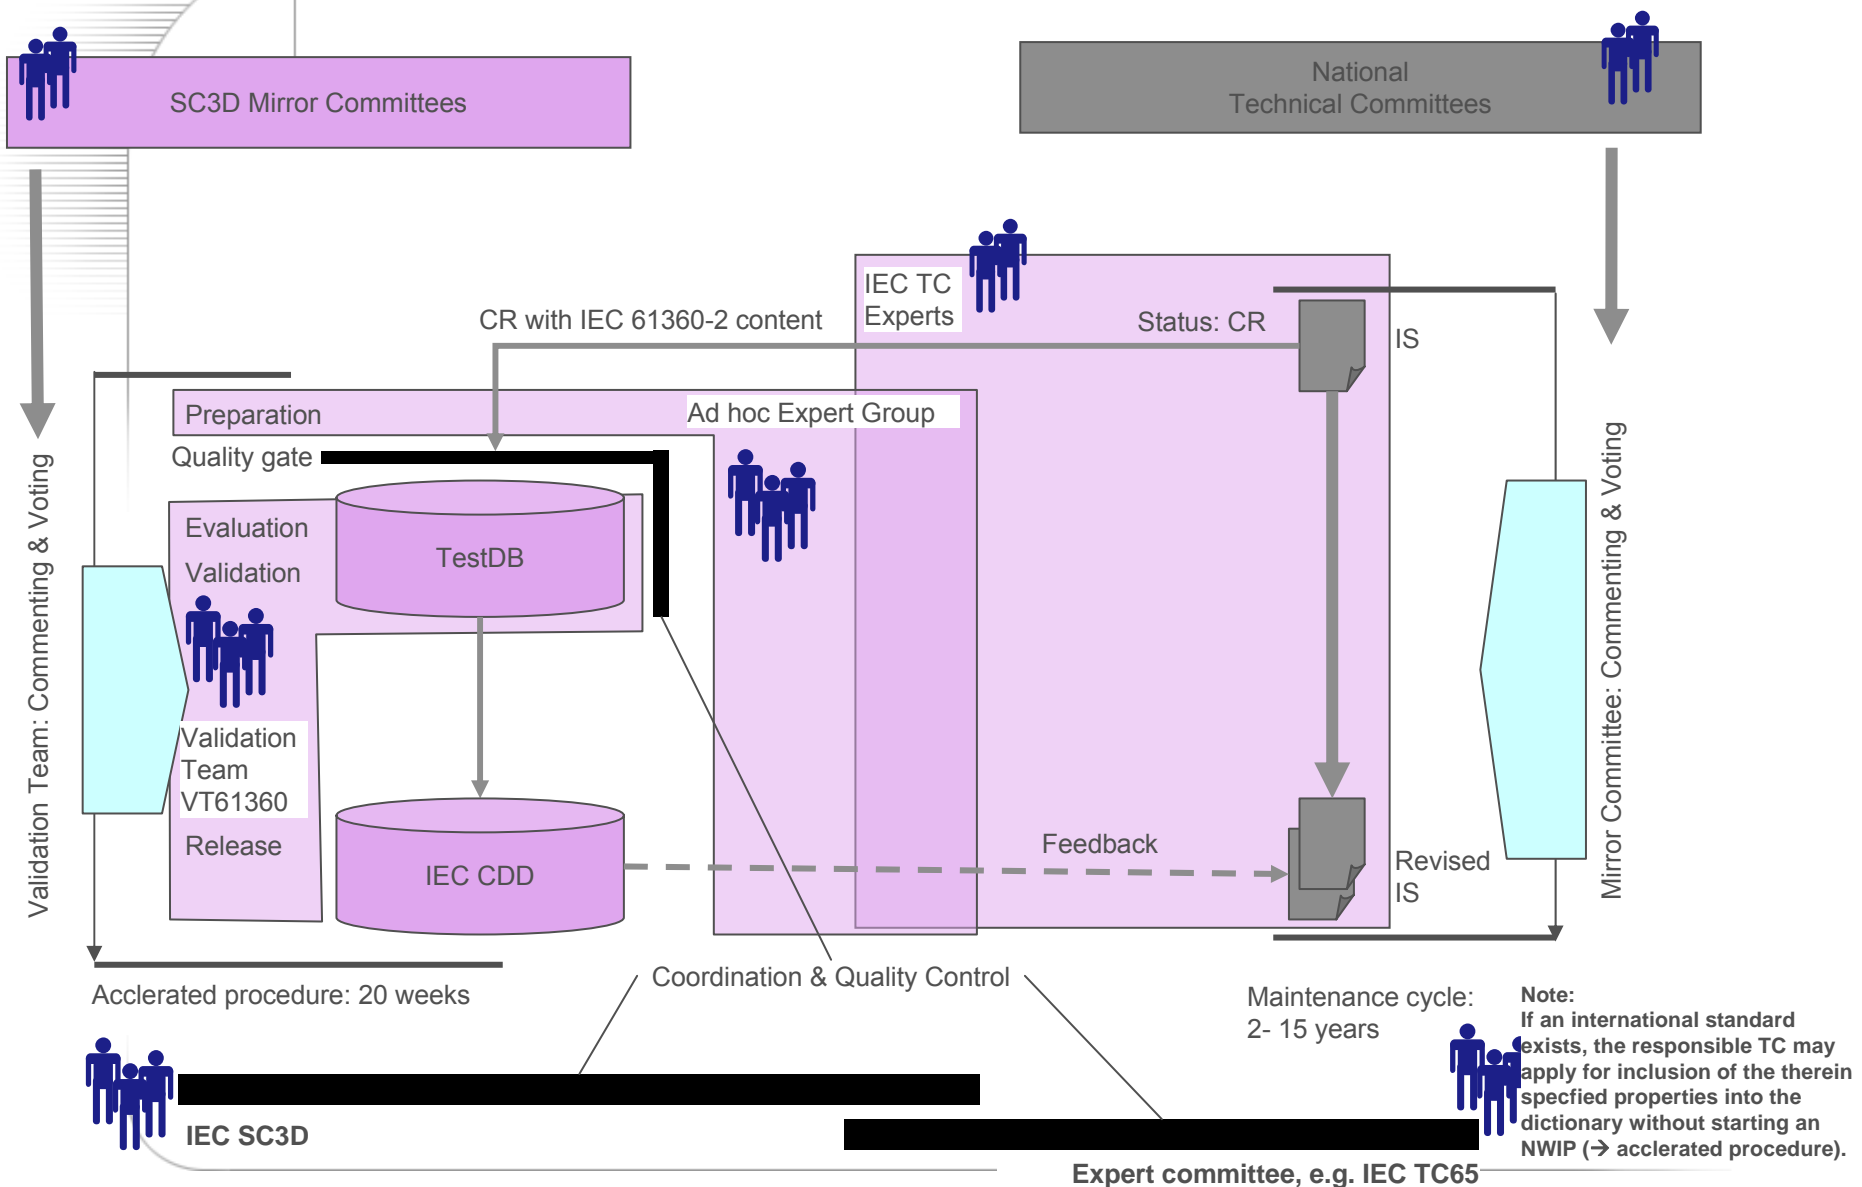 SC3D Mirror Committees
National
Technical Committees
IEC TC
Experts
CR with IEC 61360-2 content
Status: CR
IS
Preparation
Ad hoc Expert Group
Quality gate
Evaluation
Validation
TestDB
Validation
Team
VT61360
Release
IEC CDD
Feedback
Revised
IS
Validation Team: Commenting & Voting
Mirror Committee: Commenting & Voting
Acclerated procedure: 20 weeks
Coordination & Quality Control
Maintenance cycle:
2- 15 years
Note:
If an international standard
exists, the responsible TC may
apply for inclusion of the therein
specfied properties into the
dictionary without starting an
NWIP (→ acclerated procedure).
IEC SC3D
Expert committee, e.g. IEC TC65